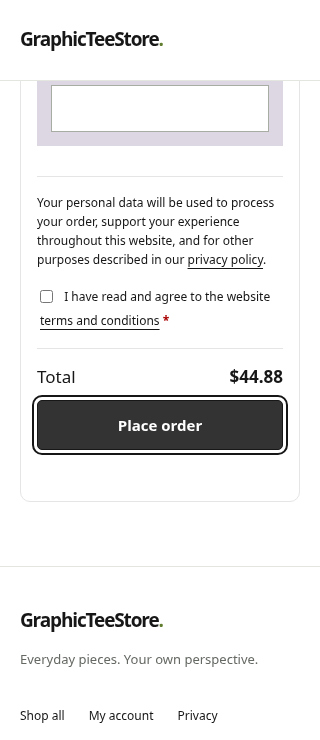 GraphicTeeStore.
Your personal data will be used to process
your order, support your experience
throughout this website, and for other
purposes described in our privacy policy.
I have read and agree to the website
terms and conditions *
Total $44.88
Place order
GraphicTeeStore.
Everyday pieces. Your own perspective.
Shop all My account Privacy